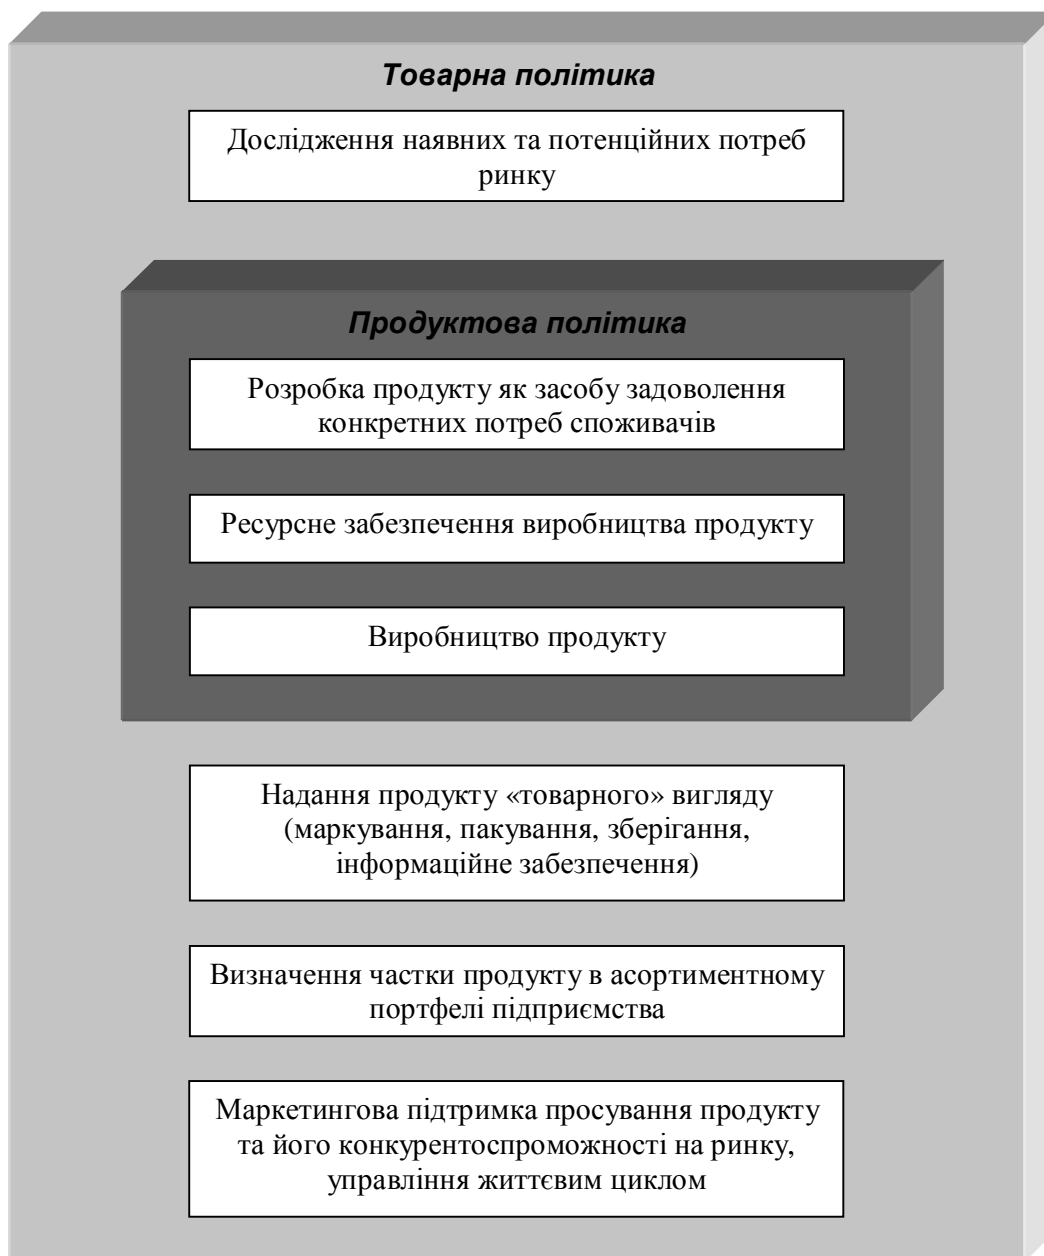 Товарна політика
Дослідження наявних та потенційних потреб
ринку
Продуктова політика
Розробка продукту як засобу задоволення
конкретних потреб споживачів
Ресурсне забезпечення виробництва продукту
Виробництво продукту
Надання продукту «товарного» вигляду
(маркування, пакування, зберігання,
інформаційне забезпечення)
Визначення частки продукту в асортиментному
портфелі підприємства
Маркетингова підтримка просування продукту
та його конкурентоспроможності на ринку,
управління життєвим циклом